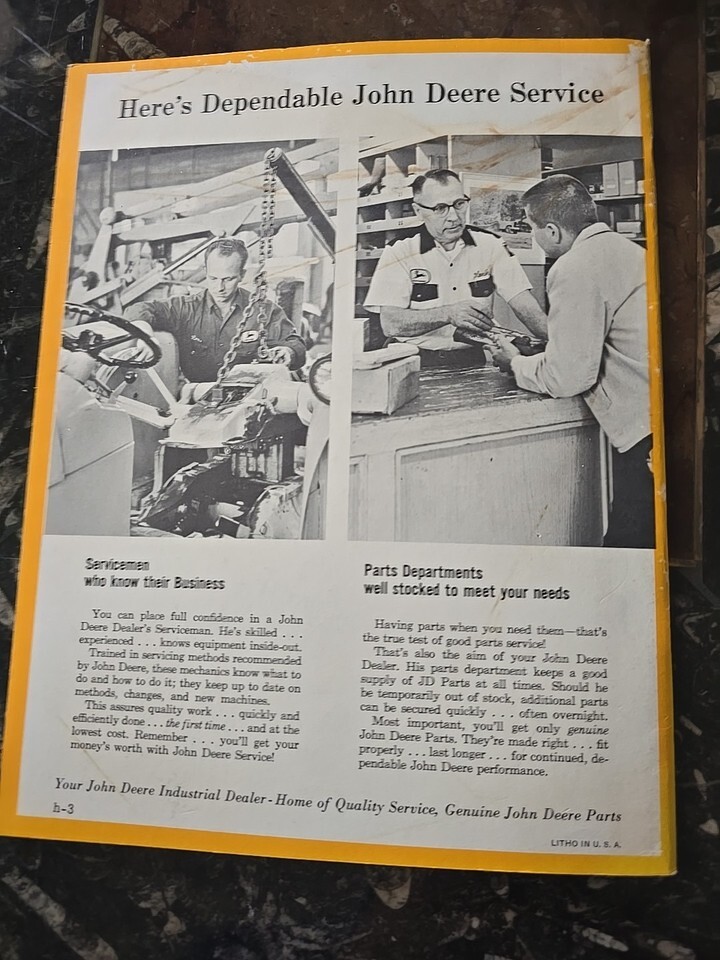 Here's Dependable John Deere Service
Servicemen
who know their Business
You can place full confidence in a John
Deere Dealer's Serviceman. He's skilled . . .
experienced . . . knows equipment inside-out.
Trained in servicing methods recommended
by John Deere, these mechanics know what to
do and how to do it; they keep up to date on
methods, changes, and new machines.
This assures quality work . . . quickly and
efficiently done . . . the first time . . . and at the
lowest cost. Remember . . . you'll get your
money's worth with John Deere Service!
Parts Departments
well stocked to meet your needs
Having parts when you need them—that's
the true test of good parts service!
That's also the aim of your John Deere
Dealer. His parts department keeps a good
supply of JD Parts at all times. Should he
be temporarily out of stock, additional parts
can be secured quickly . . . often overnight.
Most important, you'll get only genuine
John Deere Parts. They're made right . . . fit
properly . . . last longer . . . for continued, de-
pendable John Deere performance.
Your John Deere Industrial Dealer - Home of Quality Service, Genuine John Deere Parts
h-3
LITHO IN U. S. A.